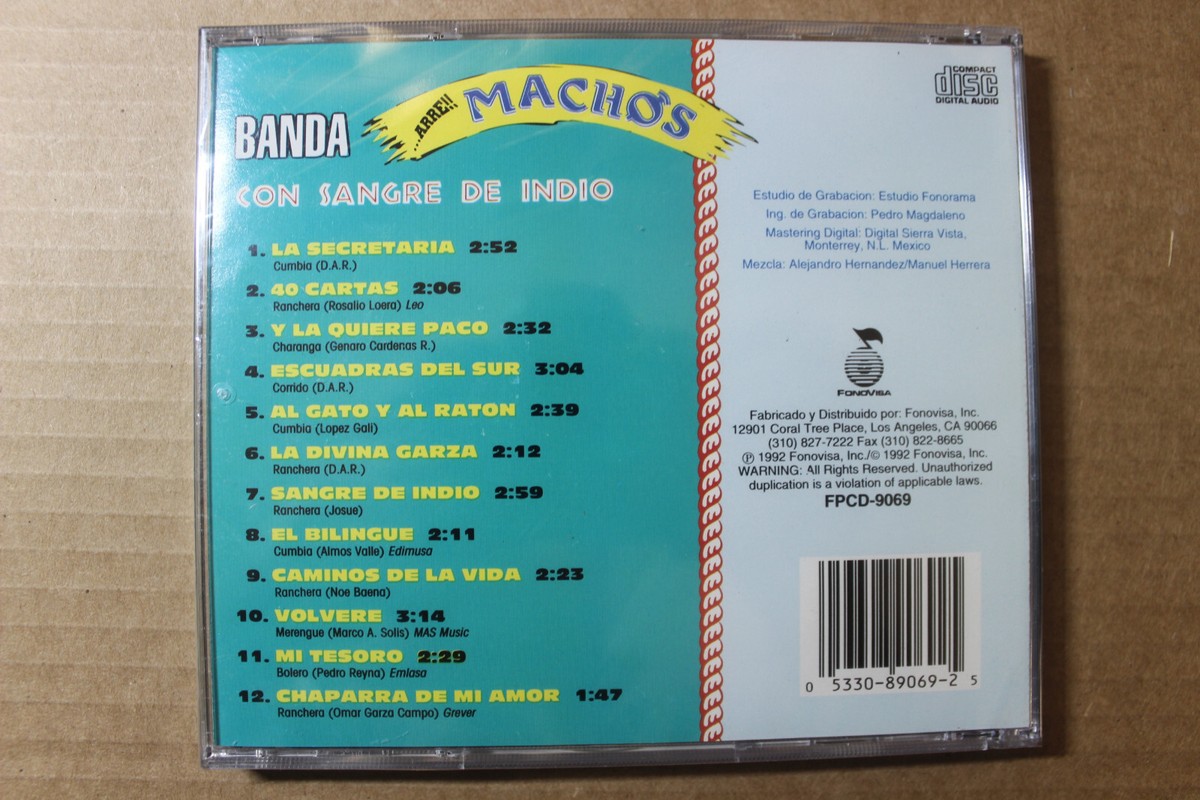 BANDA
...ARRE!! MACHO'S
CON SANGRE DE INDIO
1. LA SECRETARIA 2:52
Cumbia (D.A.R.)
2. 40 CARTAS 2:06
Ranchera (Rosalio Loera) Leo
3. Y LA QUIERE PACO 2:32
Charanga (Genaro Cardenas R.)
4. ESCUADRAS DEL SUR 3:04
Corrido (D.A.R.)
5. AL GATO Y AL RATON 2:39
Cumbia (Lopez Gali)
6. LA DIVINA GARZA 2:12
Ranchera (D.A.R.)
7. SANGRE DE INDIO 2:59
Ranchera (Josue)
8. EL BILINGUE 2:11
Cumbia (Almos Valle) Edimusa
9. CAMINOS DE LA VIDA 2:23
Ranchera (Noe Baena)
10. VOLVERE 3:14
Merengue (Marco A. Solis) MAS Music
11. MI TESORO 2:29
Bolero (Pedro Reyna) Emlasa
12. CHAPARRA DE MI AMOR 1:47
Ranchera (Omar Garza Campo) Grever
COMPACT
disc
DIGITAL AUDIO
Estudio de Grabacion: Estudio Fonorama
Ing. de Grabacion: Pedro Magdaleno
Mastering Digital: Digital Sierra Vista,
Monterrey, N.L. Mexico
Mezcla: Alejandro Hernandez/Manuel Herrera
FONOVISA
Fabricado y Distribuido por: Fonovisa, Inc.
12901 Coral Tree Place, Los Angeles, CA 90066
(310) 827-7222 Fax (310) 822-8665
℗ 1992 Fonovisa, Inc./© 1992 Fonovisa, Inc.
WARNING: All Rights Reserved. Unauthorized
duplication is a violation of applicable laws.
FPCD-9069
0 5330-89069-2 5